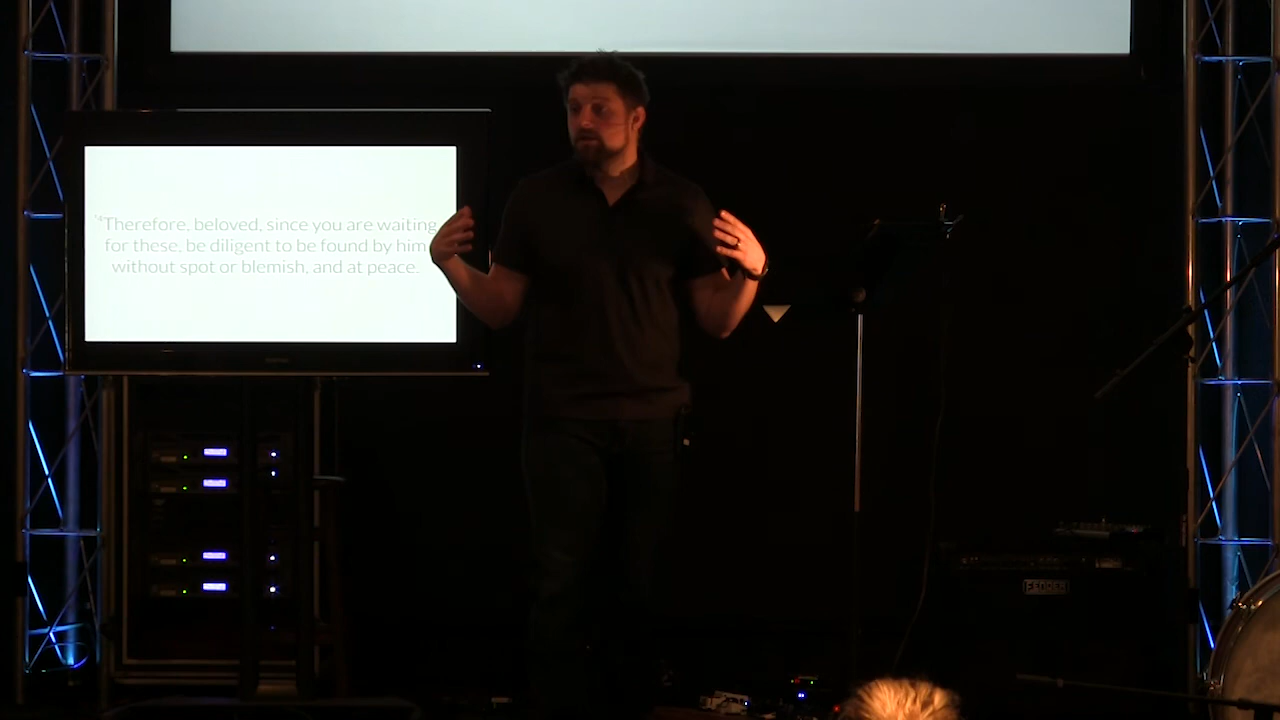 ¹⁴Therefore, beloved, since you are waiting
for these, be diligent to be found by him
without spot or blemish, and at peace.
Fender